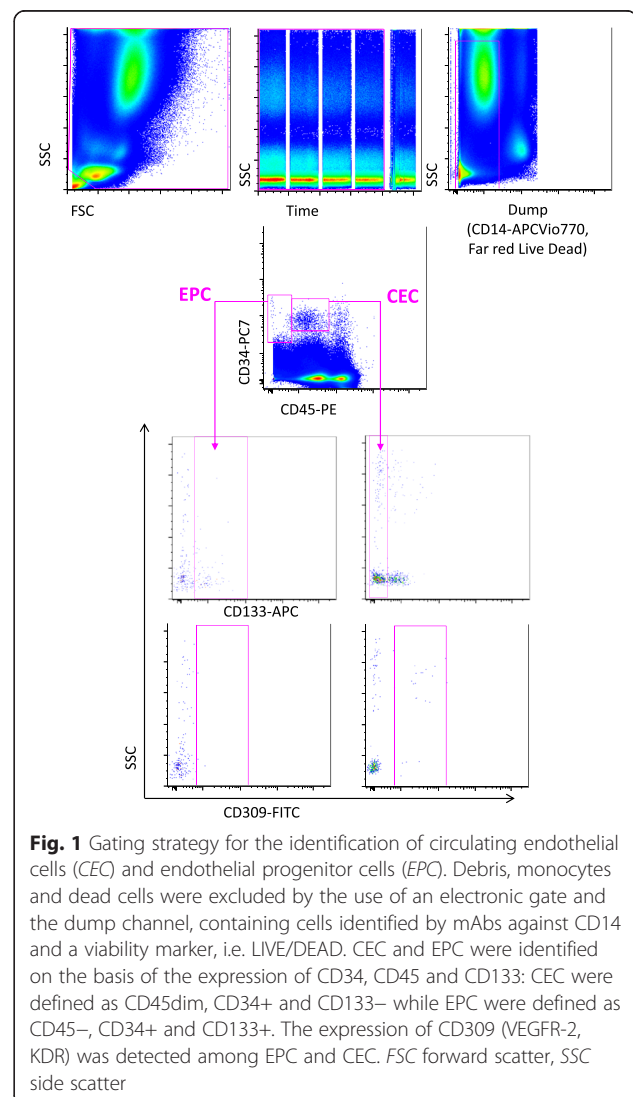 SSC
SSC
SSC
FSC
Time
Dump
(CD14-APCVio770,
Far red Live Dead)
EPC
CEC
CD34-PC7
CD45-PE
CD133-APC
SSC
CD309-FITC
Fig. 1 Gating strategy for the identification of circulating endothelial
cells (CEC) and endothelial progenitor cells (EPC). Debris, monocytes
and dead cells were excluded by the use of an electronic gate and
the dump channel, containing cells identified by mAbs against CD14
and a viability marker, i.e. LIVE/DEAD. CEC and EPC were identified
on the basis of the expression of CD34, CD45 and CD133: CEC were
defined as CD45dim, CD34+ and CD133− while EPC were defined as
CD45−, CD34+ and CD133+. The expression of CD309 (VEGFR-2,
KDR) was detected among EPC and CEC. FSC forward scatter, SSC
side scatter